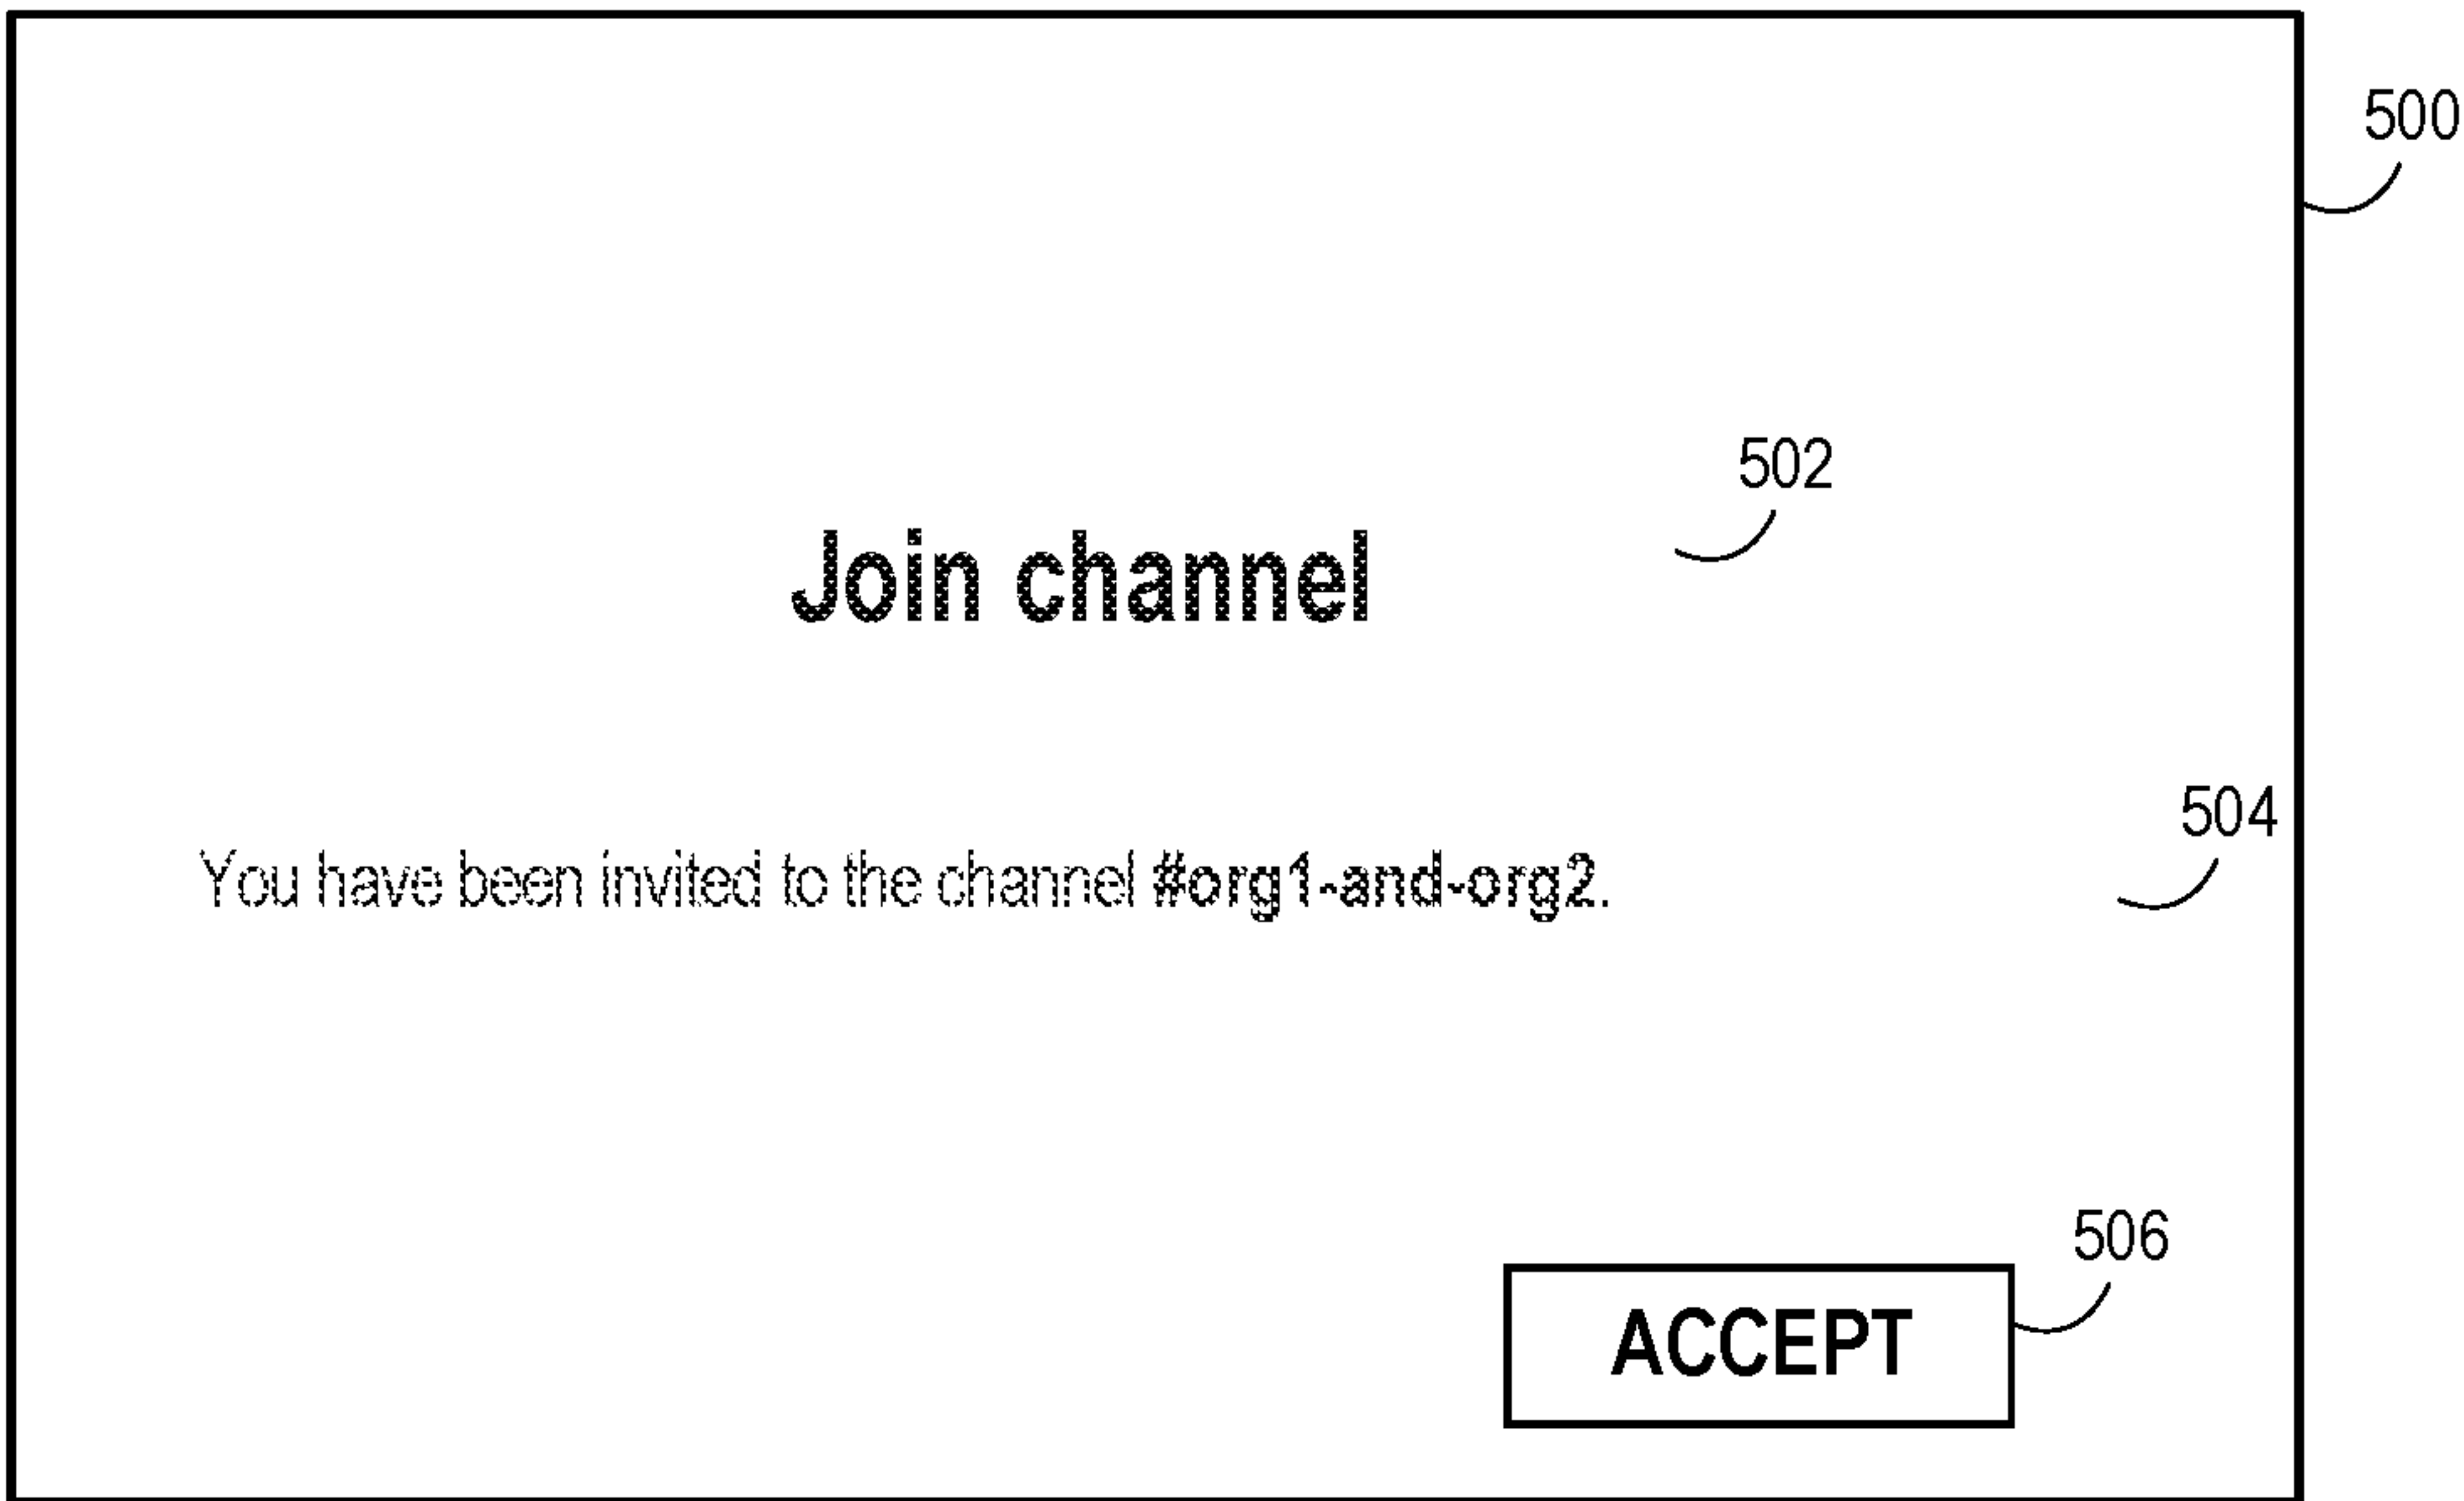 500
502
Join channel
504
You have been invited to the channel #org1-and-org2.
506
ACCEPT